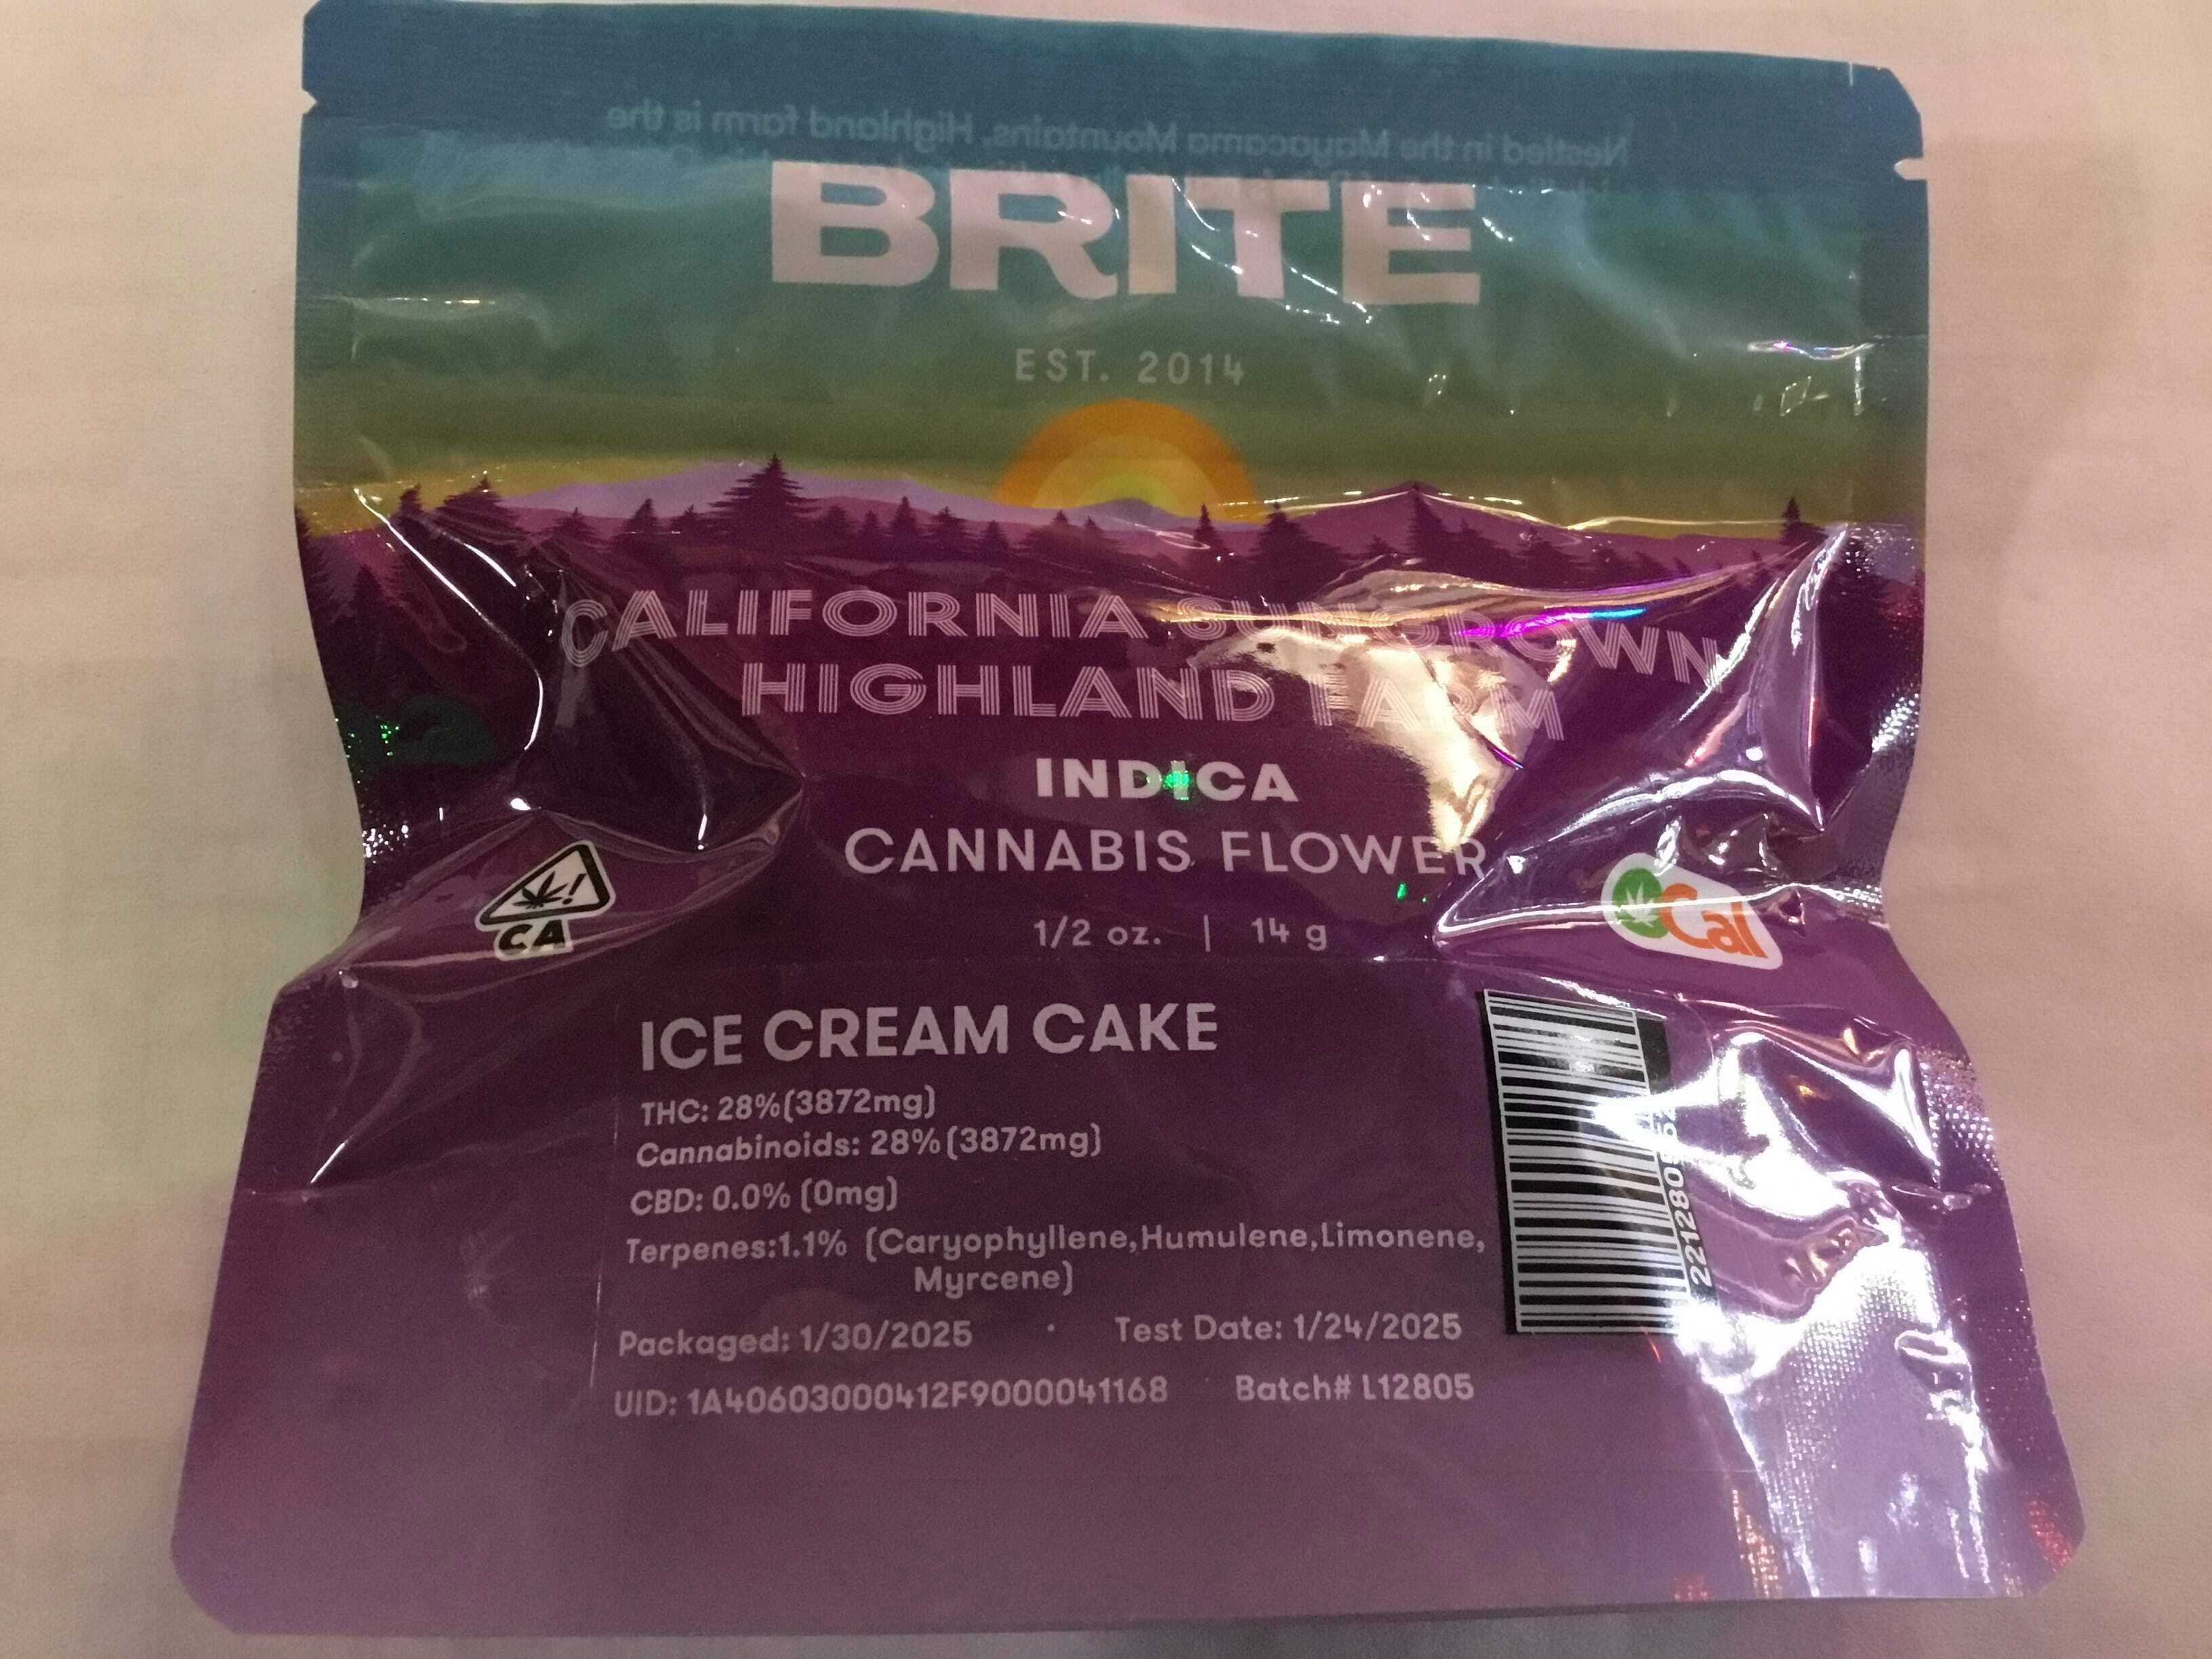 Nestled in the Mayacama Mountains, Highland farm is the
BRITE
EST. 2014
CALIFORNIA SUNGROWN
HIGHLAND FARM
INDICA
CANNABIS FLOWER
1/2 oz. | 14 g
CA
Cal
ICE CREAM CAKE
THC: 28%(3872mg)
Cannabinoids: 28%(3872mg)
CBD: 0.0% (0mg)
Terpenes:1.1% (Caryophyllene,Humulene,Limonene,
Myrcene)
Packaged: 1/30/2025 · Test Date: 1/24/2025
UID: 1A40603000412F9000041168 Batch# L12805